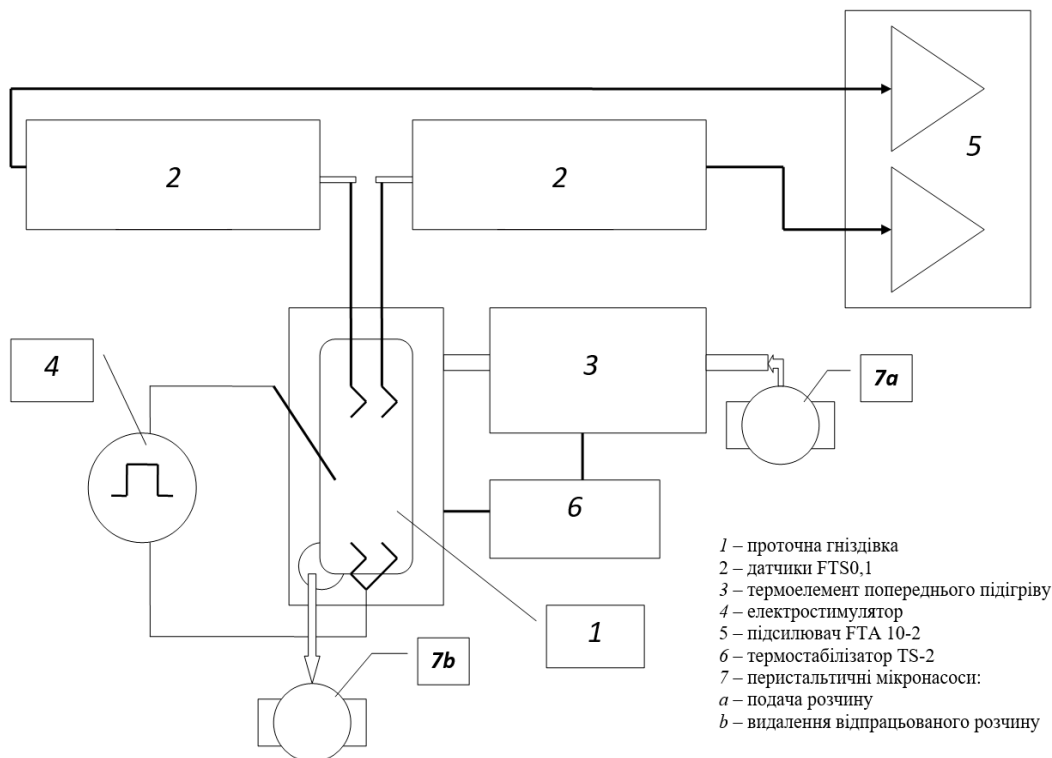 2
2
5
4
3
7a
6
1
7b
1 – проточна гніздівка
2 – датчики FTS0,1
3 – термоелемент попереднього підігріву
4 – електростимулятор
5 – підсилювач FTA 10-2
6 – термостабілізатор TS-2
7 – перистальтичні мікронасоси:
a – подача розчину
b – видалення відпрацьованого розчину